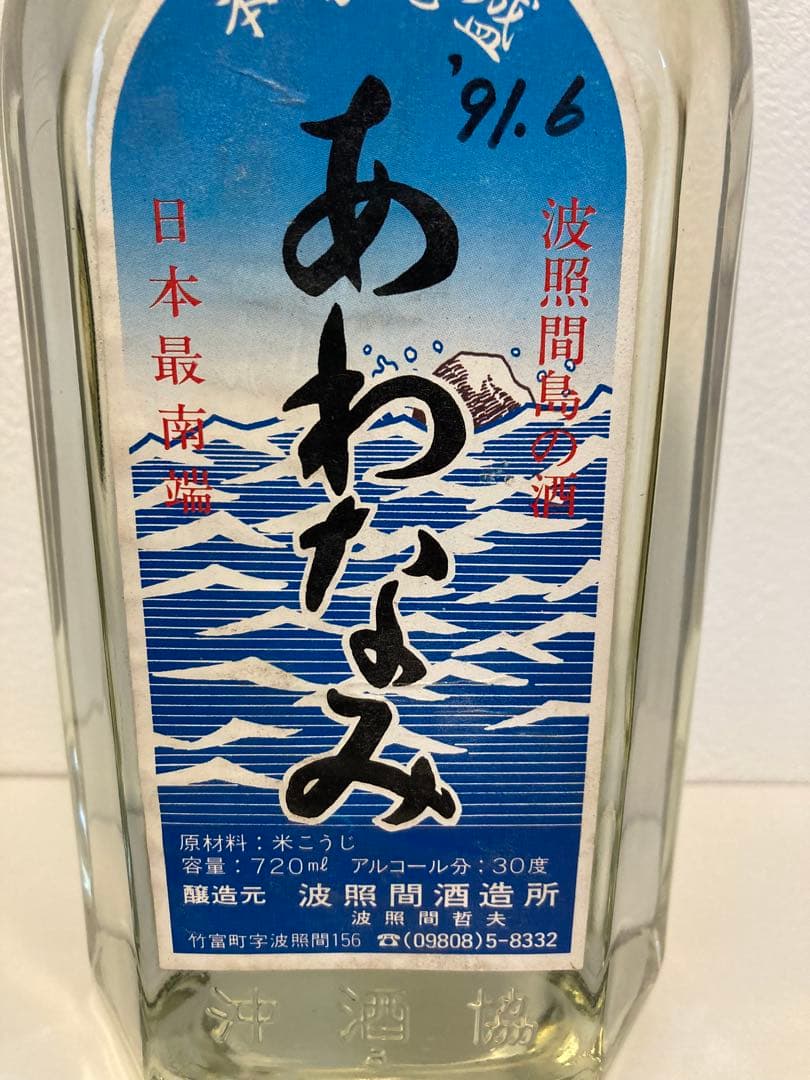 本 盛
'91.6
波照間島の酒
あわなみ
日本最南端
原材料：米こうじ
容量：720㎖ アルコール分：30度
醸造元 波照間酒造所
波照間哲夫
竹富町字波照間156 ☎(09808)5-8332
沖酒協